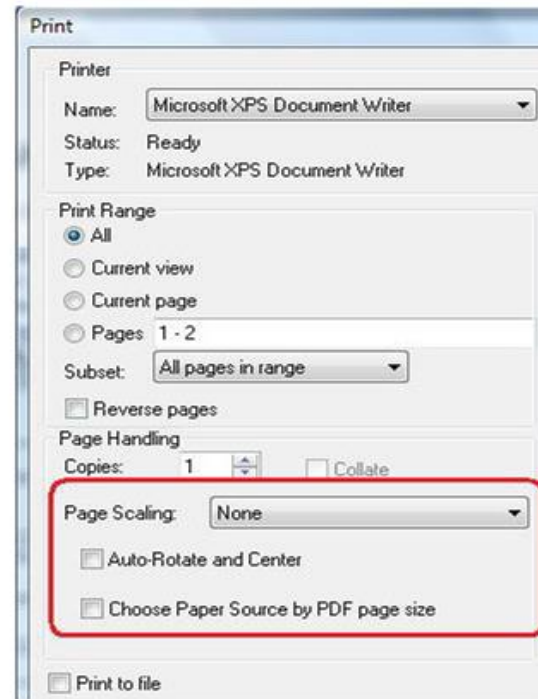 Print
Printer
Name: Microsoft XPS Document Writer
Status: Ready
Type: Microsoft XPS Document Writer
Print Range
All
Current view
Current page
Pages 1 - 2
Subset: All pages in range
Reverse pages
Page Handling
Copies: 1 Collate
Page Scaling: None
Auto-Rotate and Center
Choose Paper Source by PDF page size
Print to file